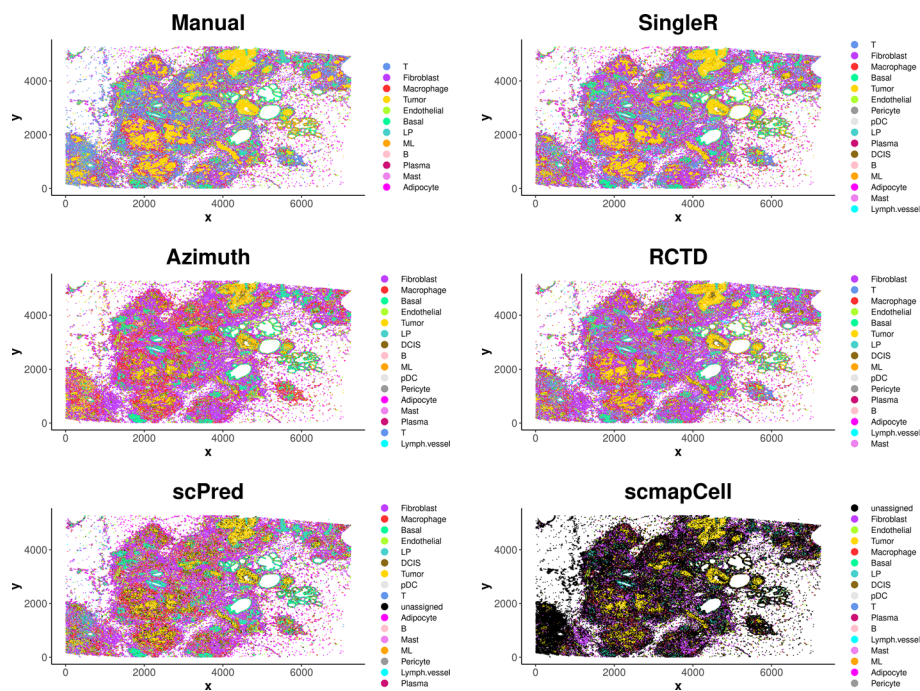 Manual
y
4000
2000
0
0
2000
4000
6000
x
T
Fibroblast
Macrophage
Tumor
Endothelial
Basal
LP
ML
B
Plasma
Mast
Adipocyte
SingleR
y
4000
2000
0
0
2000
4000
6000
x
T
Fibroblast
Macrophage
Basal
Tumor
Endothelial
Pericyte
pDC
LP
Plasma
DCIS
B
ML
Adipocyte
Mast
Lymph.vessel
Azimuth
y
4000
2000
0
0
2000
4000
6000
x
Fibroblast
Macrophage
Basal
Endothelial
Tumor
LP
DCIS
B
ML
pDC
Pericyte
Adipocyte
Mast
Plasma
T
Lymph.vessel
RCTD
y
4000
2000
0
0
2000
4000
6000
x
Fibroblast
T
Macrophage
Endothelial
Basal
Tumor
LP
DCIS
ML
pDC
Pericyte
Plasma
B
Adipocyte
Lymph.vessel
Mast
scPred
y
4000
2000
0
0
2000
4000
6000
x
Fibroblast
Macrophage
Basal
Endothelial
LP
DCIS
Tumor
pDC
T
unassigned
Adipocyte
B
Mast
ML
Pericyte
Lymph.vessel
Plasma
scmapCell
y
4000
2000
0
0
2000
4000
6000
x
unassigned
Fibroblast
Endothelial
Tumor
Macrophage
Basal
LP
DCIS
pDC
T
Plasma
B
Lymph.vessel
Mast
ML
Adipocyte
Pericyte